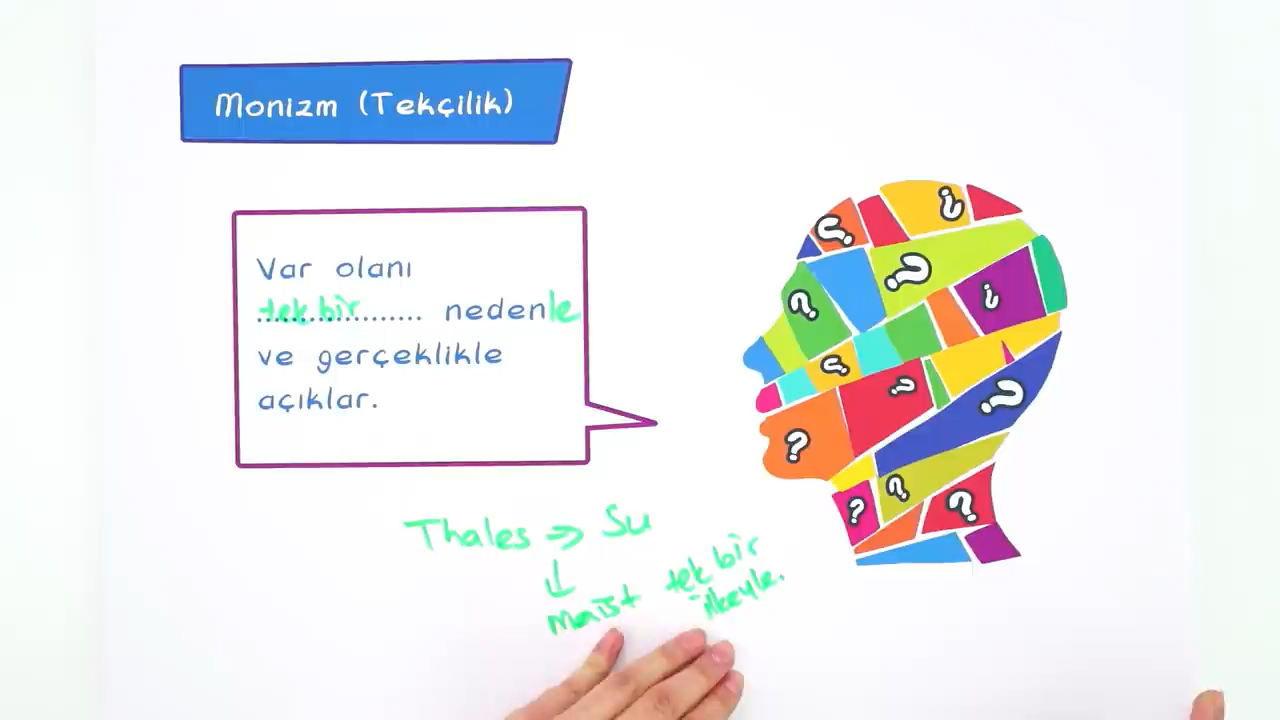 Monizm (Tekçilik)
Var olanı
tek bir nedenle
ve gerçeklikle
açıklar.
Thales => Su
↓
tek bir
ilkeyle.